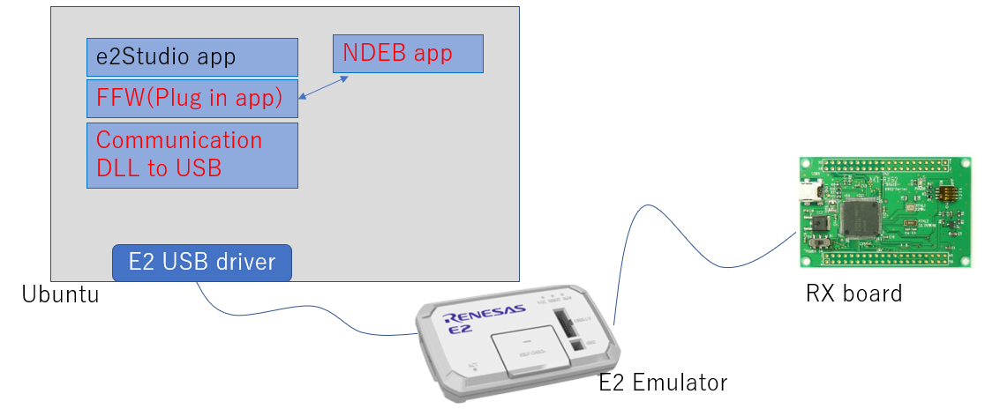 e2Studio app
NDEB app
FFW(Plug in app)
Communication
DLL to USB
E2 USB driver
Ubuntu
RENESAS
E2
ACT
RX board
E2 Emulator